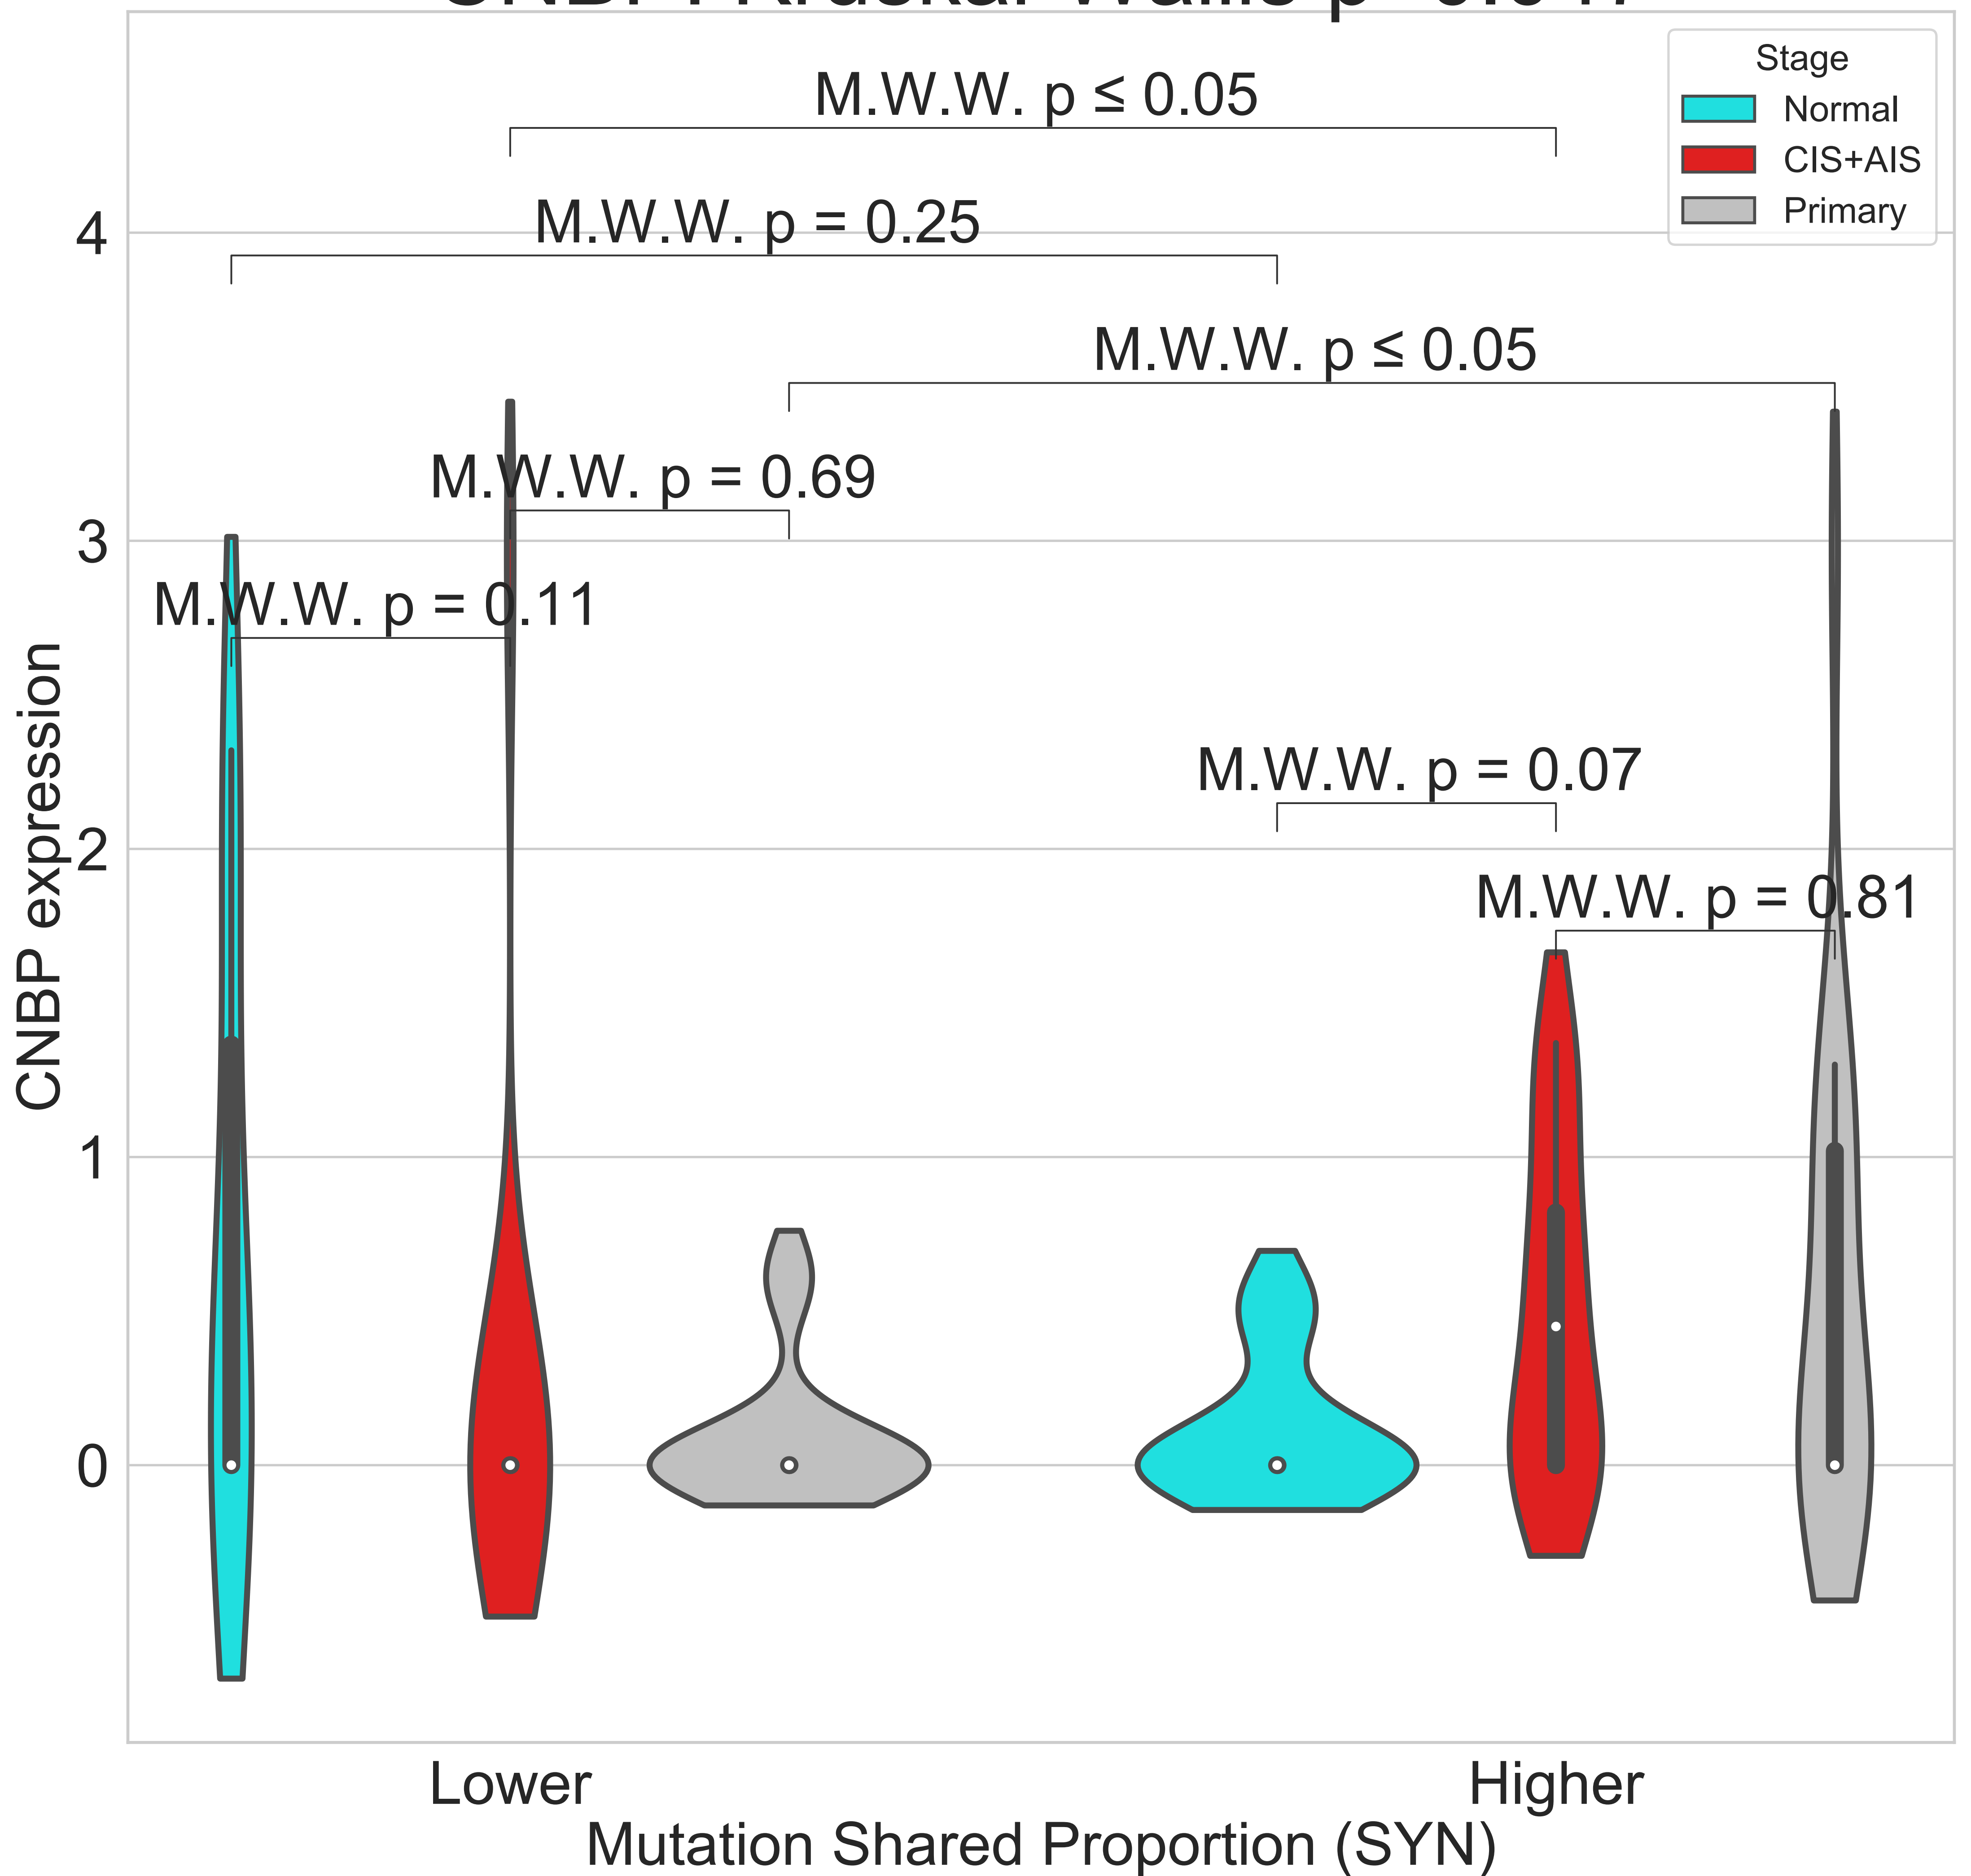 Stage
Normal
CIS+AIS
Primary
M.W.W. p ≤ 0.05
M.W.W. p = 0.25
M.W.W. p ≤ 0.05
M.W.W. p = 0.69
M.W.W. p = 0.11
M.W.W. p = 0.07
M.W.W. p = 0.81
CNBP expression
4
3
2
1
0
Lower
Higher
Mutation Shared Proportion (SYN)